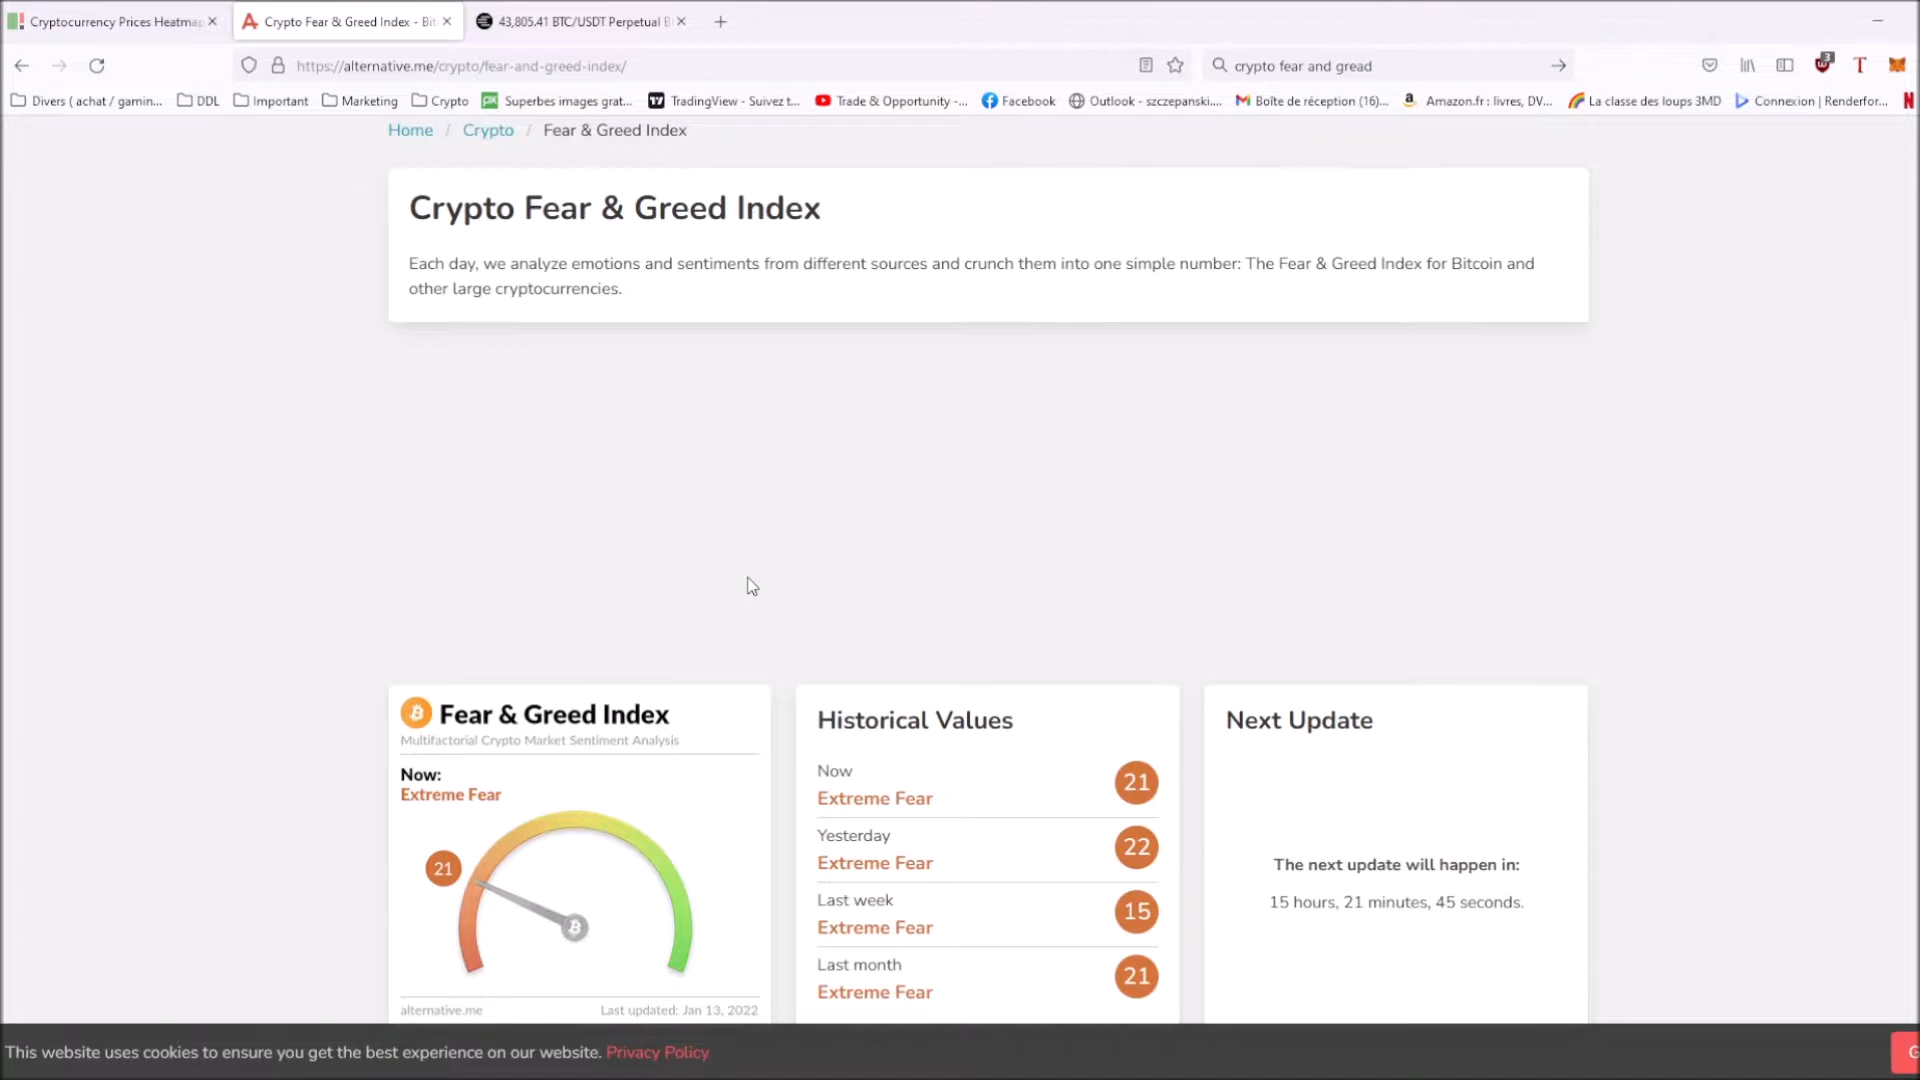 Cryptocurrency Prices Heatmap
Crypto Fear & Greed Index - Bit
43,805.41 BTC/USDT Perpetual B
https://alternative.me/crypto/fear-and-greed-index/
crypto fear and gread
3
Divers ( achat / gamin...
DDL
Important
Marketing
Crypto
Superbes images grat...
TradingView - Suivez t...
Trade & Opportunity -...
Facebook
Outlook - szczepanski....
Boîte de réception (16)...
Amazon.fr : livres, DV...
La classe des loups 3MD
Connexion | Renderfor...
Home / Crypto / Fear & Greed Index
Crypto Fear & Greed Index
Each day, we analyze emotions and sentiments from different sources and crunch them into one simple number: The Fear & Greed Index for Bitcoin and
other large cryptocurrencies.
Fear & Greed Index
Multifactorial Crypto Market Sentiment Analysis
Now:
Extreme Fear
21
alternative.me
Last updated: Jan 13, 2022
Historical Values
Now
Extreme Fear
21
Yesterday
Extreme Fear
22
Last week
Extreme Fear
15
Last month
Extreme Fear
21
Next Update
The next update will happen in:
15 hours, 21 minutes, 45 seconds.
This website uses cookies to ensure you get the best experience on our website. Privacy Policy